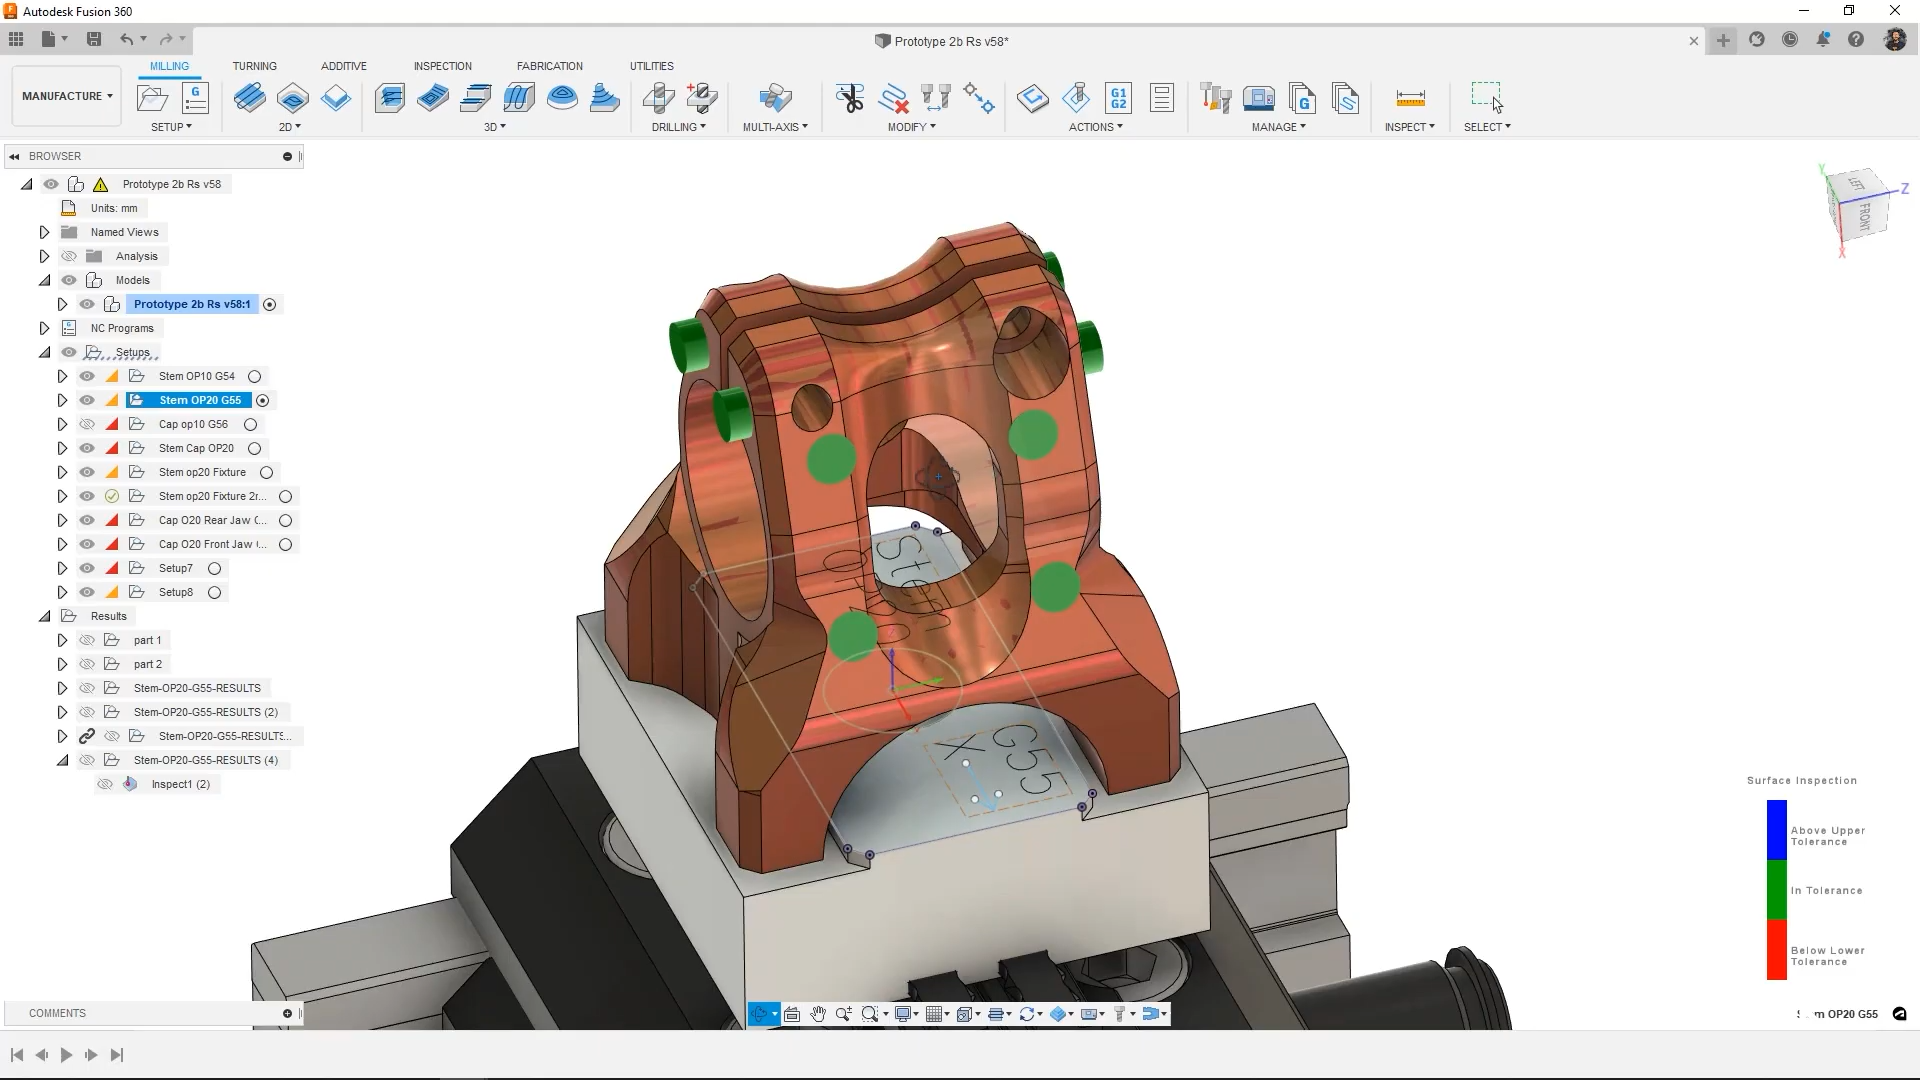 Autodesk Fusion 360
Prototype 2b Rs v58*
MILLING
TURNING
ADDITIVE
INSPECTION
FABRICATION
UTILITIES
MANUFACTURE
G
G1
G2
G
SETUP
2D
3D
DRILLING
MULTI-AXIS
MODIFY
ACTIONS
MANAGE
INSPECT
SELECT
BROWSER
Prototype 2b Rs v58
Units: mm
Named Views
Analysis
Models
Prototype 2b Rs v58:1
NC Programs
Setups
Stem OP10 G54
Stem OP20 G55
Cap op10 G56
Stem Cap OP20
Stem op20 Fixture
Stem op20 Fixture 2r...
Cap O20 Rear Jaw (...
Cap O20 Front Jaw (...
Setup7
Setup8
Results
part 1
part 2
Stem-OP20-G55-RESULTS
Stem-OP20-G55-RESULTS (2)
Stem-OP20-G55-RESULTS...
Stem-OP20-G55-RESULTS (4)
Inspect1 (2)
Y
LEFT
Z
FRONT
X
Stem
X
G55
Surface Inspection
Above Upper
Tolerance
In Tolerance
Below Lower
Tolerance
COMMENTS
m OP20 G55